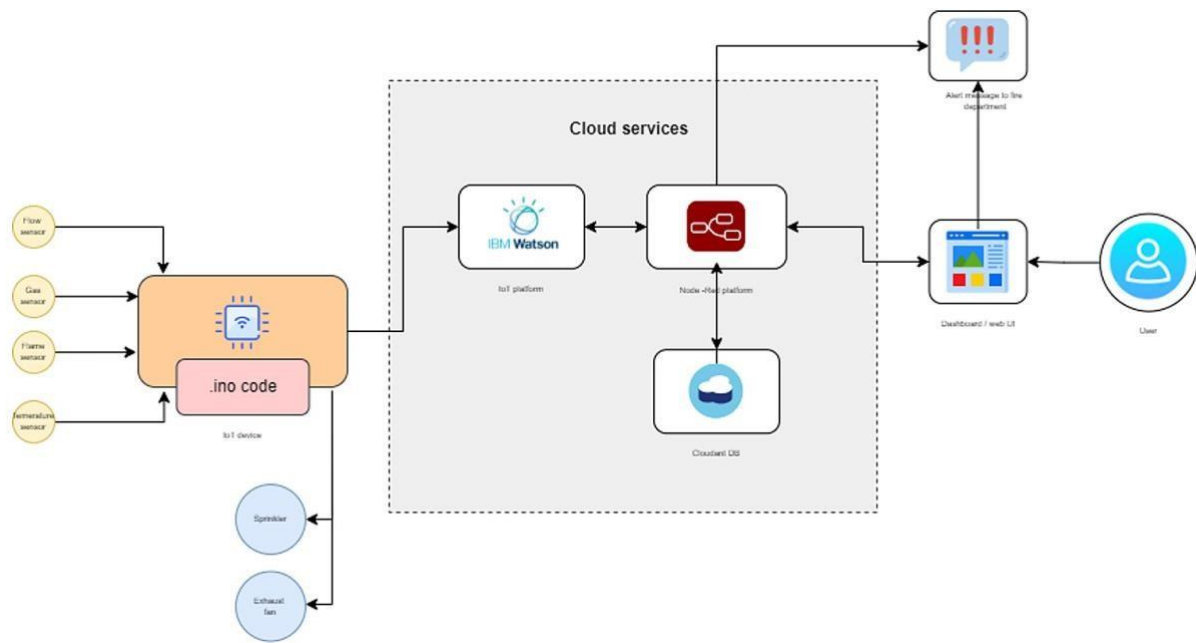 Alert message to fire
department
Cloud services
Flow
sensor
IBM Watson
IoT platform
Node -Red platform
Gas
sensor
Flame
sensor
.ino code
Temerature
sensor
IoT device
Dashboard / web UI
User
Cloudant DB
Sprinkler
Exhaust
fan